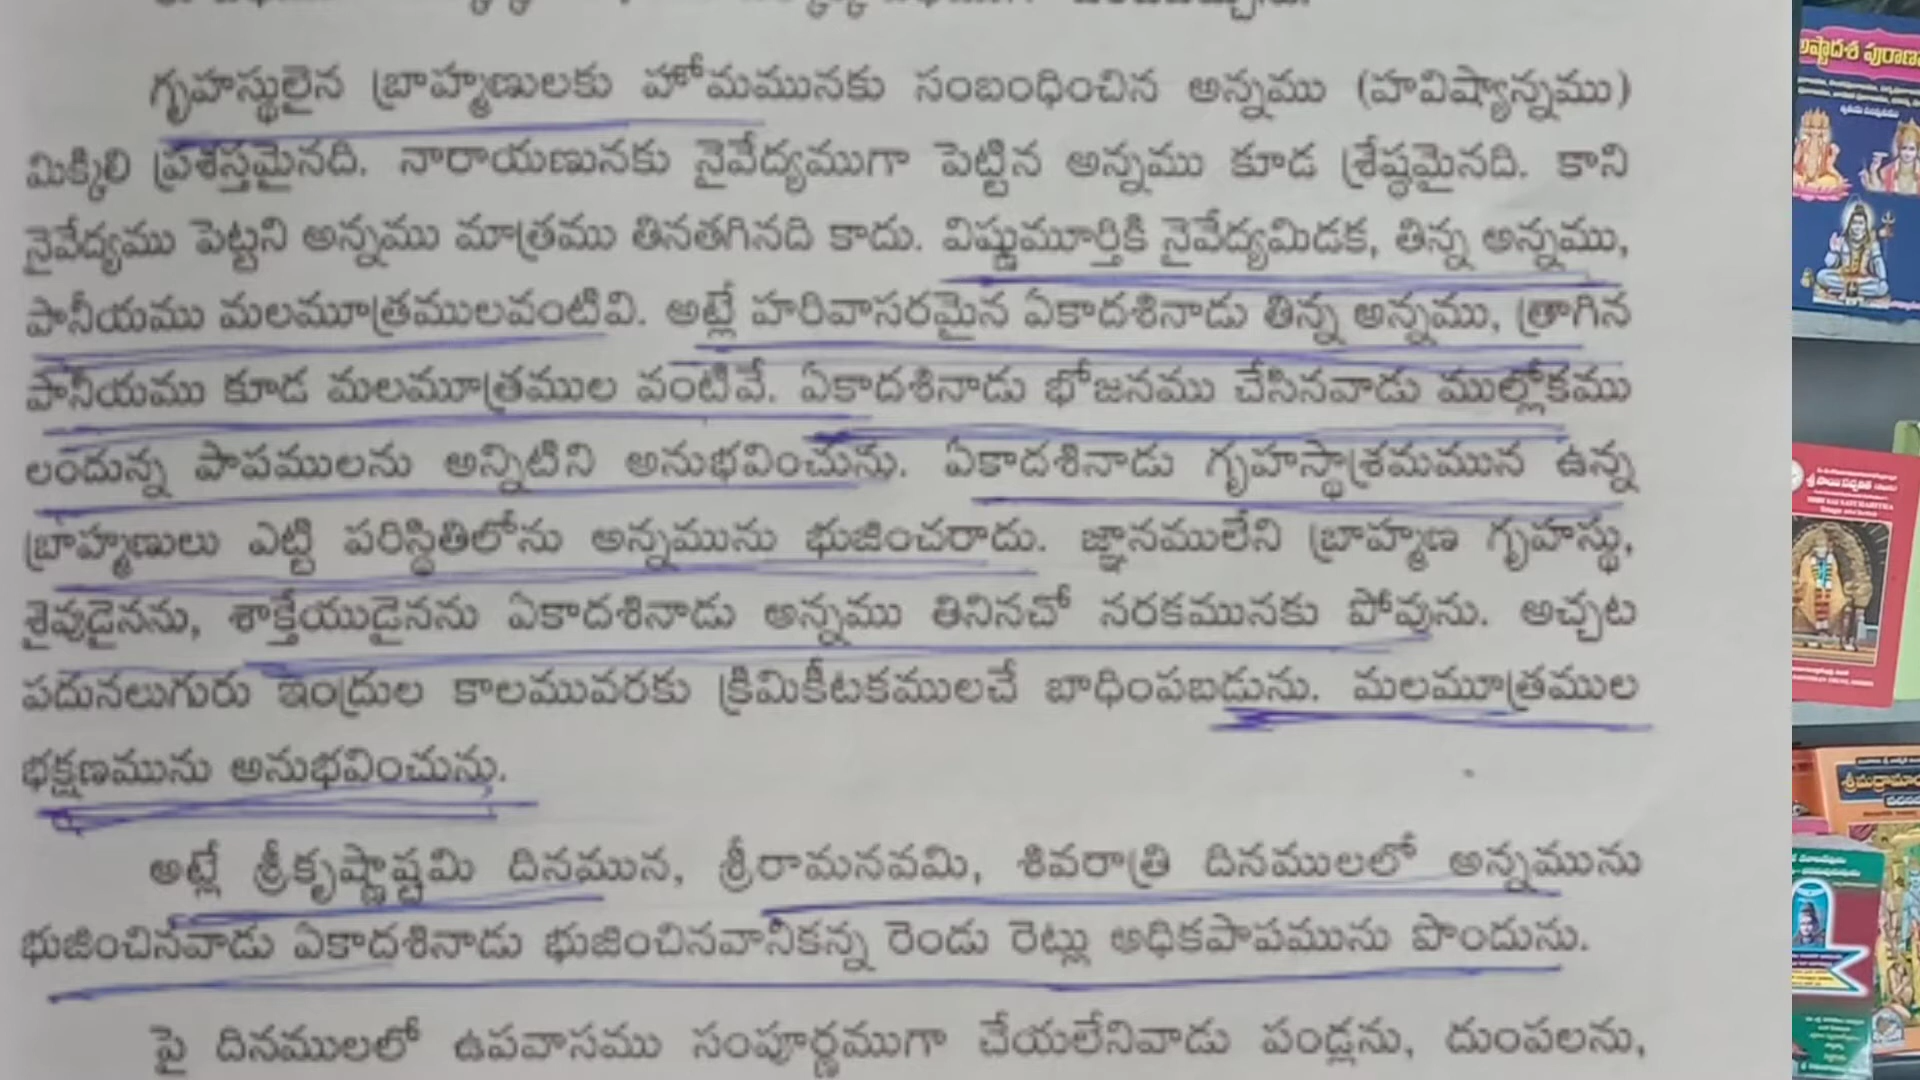 గృహస్థులైన బ్రాహ్మణులకు హోమమునకు సంబంధించిన అన్నము (హవిష్యాన్నము)
మిక్కిలి ప్రశస్తమైనది. నారాయణునకు నైవేద్యముగా పెట్టిన అన్నము కూడ శ్రేష్ఠమైనది. కాని
నైవేద్యము పెట్టని అన్నము మాత్రము తినతగినది కాదు. విష్ణుమూర్తికి నైవేద్యమిడక, తిన్న అన్నము,
పానీయము మలమూత్రములవంటివి. అట్లే హరివాసరమైన ఏకాదశినాడు తిన్న అన్నము, త్రాగిన
పానీయము కూడ మలమూత్రముల వంటివే. ఏకాదశినాడు భోజనము చేసినవాడు ముల్లోకము
లందున్న పాపములను అన్నిటిని అనుభవించును. ఏకాదశినాడు గృహస్థాశ్రమమున ఉన్న
బ్రాహ్మణులు ఎట్టి పరిస్థితిలోను అన్నమును భుజించరాదు. జ్ఞానములేని బ్రాహ్మణ గృహస్థు,
శైవుడైనను, శాక్తేయుడైనను ఏకాదశినాడు అన్నము తినినచో నరకమునకు పోవును. అచ్చట
పదునలుగురు ఇంద్రుల కాలమువరకు క్రిమికీటకములచే బాధింపబడును. మలమూత్రముల
భక్షణమును అనుభవించును.
అట్లే శ్రీకృష్ణాష్టమి దినమున, శ్రీరామనవమి, శివరాత్రి దినములలో అన్నమును
భుజించినవాడు ఏకాదశినాడు భుజించినవానికన్న రెండు రెట్లు అధికపాపమును పొందును.
పై దినములలో ఉపవాసము సంపూర్ణముగా చేయలేనివాడు పండ్లను, దుంపలను,
అష్టాదశ పురాణ
శ్రీ సాయి సచ్చరిత్ర